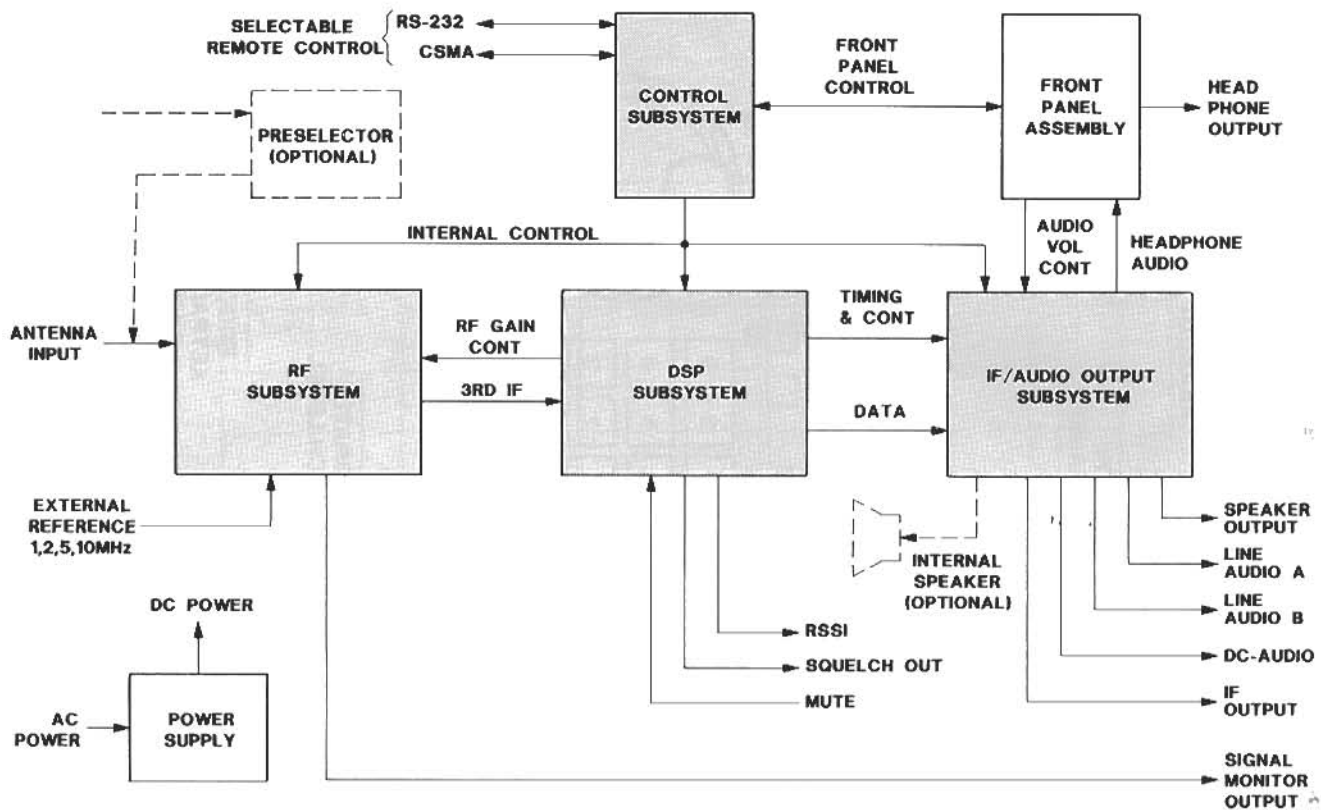 SELECTABLE
REMOTE CONTROL
RS-232
CSMA
CONTROL
SUBSYSTEM
FRONT
PANEL
CONTROL
FRONT
PANEL
ASSEMBLY
HEAD
PHONE
OUTPUT
PRESELECTOR
(OPTIONAL)
INTERNAL CONTROL
AUDIO
VOL
CONT
HEADPHONE
AUDIO
ANTENNA
INPUT
RF
SUBSYSTEM
RF GAIN
CONT
3RD IF
DSP
SUBSYSTEM
TIMING
& CONT
DATA
IF/AUDIO OUTPUT
SUBSYSTEM
EXTERNAL
REFERENCE
1,2,5,10MHz
INTERNAL
SPEAKER
(OPTIONAL)
SPEAKER
OUTPUT
LINE
AUDIO A
LINE
AUDIO B
DC-AUDIO
IF
OUTPUT
RSSI
SQUELCH OUT
MUTE
DC POWER
AC
POWER
POWER
SUPPLY
SIGNAL
MONITOR
OUTPUT